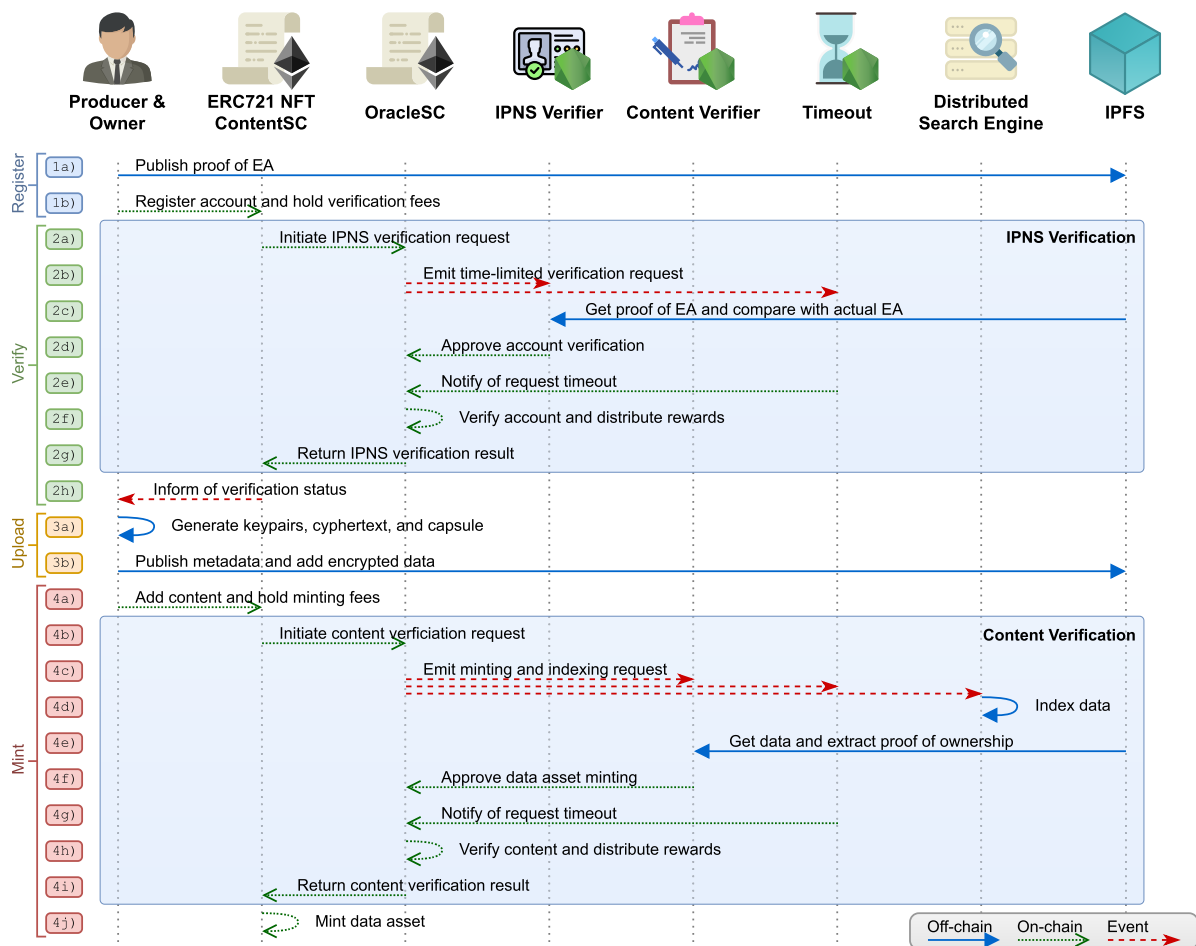 Producer &
Owner
ERC721 NFT
ContentSC
OracleSC
IPNS Verifier
Content Verifier
Timeout
Distributed
Search Engine
IPFS
Register
1a)
Publish proof of EA
1b)
Register account and hold verification fees
Verify
2a)
Initiate IPNS verification request
IPNS Verification
2b)
Emit time-limited verification request
2c)
Get proof of EA and compare with actual EA
2d)
Approve account verification
2e)
Notify of request timeout
2f)
Verify account and distribute rewards
2g)
Return IPNS verification result
2h)
Inform of verification status
Upload
3a)
Generate keypairs, cyphertext, and capsule
3b)
Publish metadata and add encrypted data
Mint
4a)
Add content and hold minting fees
4b)
Initiate content verficiation request
Content Verification
4c)
Emit minting and indexing request
4d)
Index data
4e)
Get data and extract proof of ownership
4f)
Approve data asset minting
4g)
Notify of request timeout
4h)
Verify content and distribute rewards
4i)
Return content verification result
4j)
Mint data asset
Off-chain On-chain Event